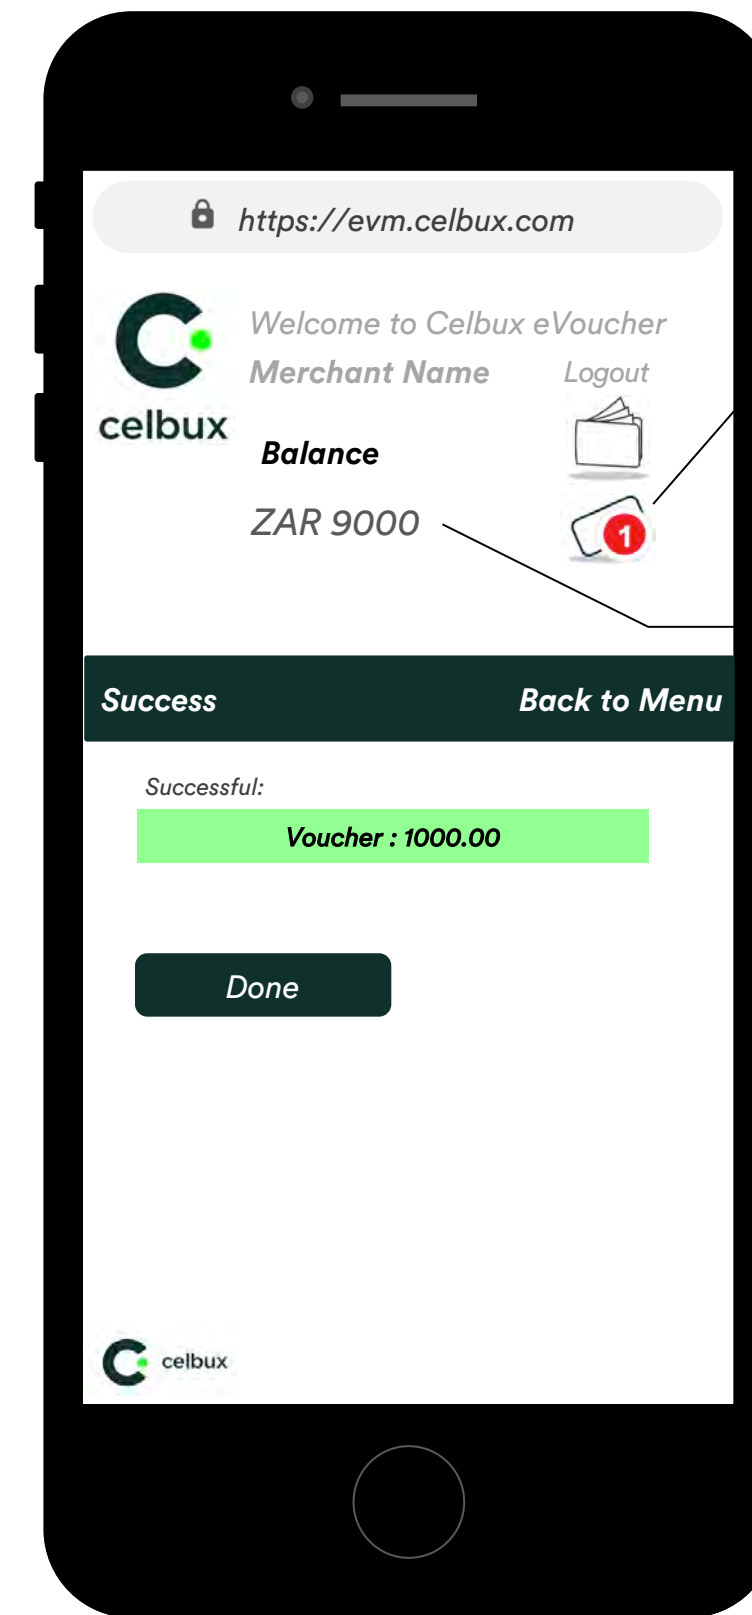 https://evm.celbux.com
Welcome to Celbux eVoucher
Merchant Name Logout
celbux
Balance
ZAR 9000
1
Success Back to Menu
Successful:
Voucher : 1000.00
Done
celbux